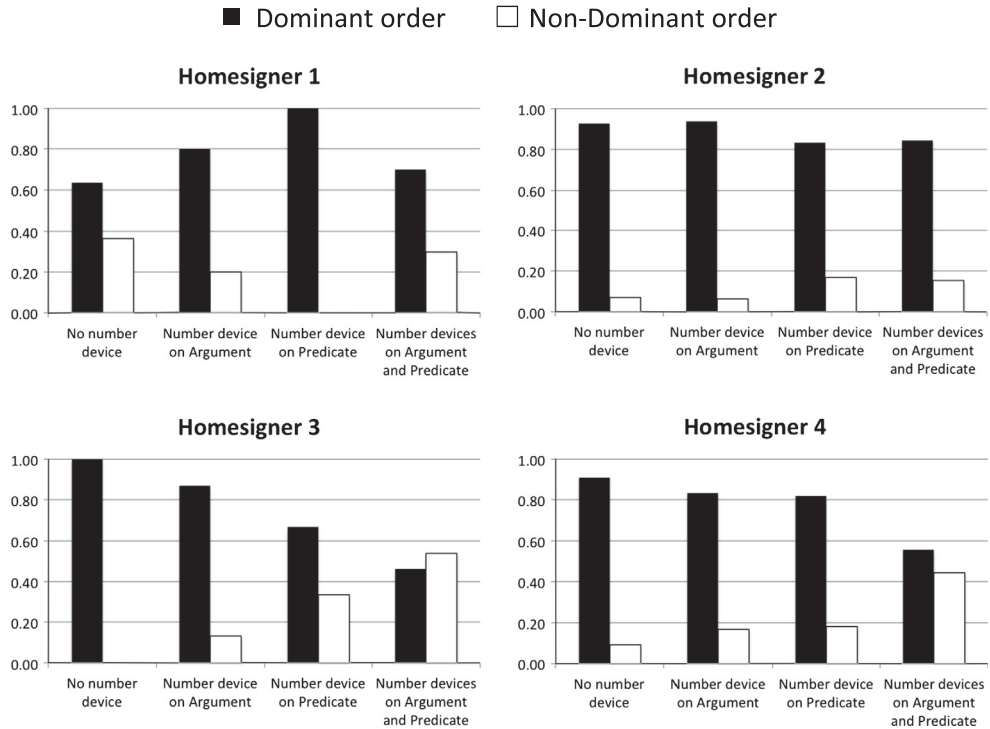 Dominant order Non-Dominant order
Homesigner 1
1.00
0.80
0.60
0.40
0.20
0.00
No number device
Number device on Argument
Number device on Predicate
Number devices on Argument and Predicate
Homesigner 2
1.00
0.80
0.60
0.40
0.20
0.00
No number device
Number device on Argument
Number device on Predicate
Number devices on Argument and Predicate
Homesigner 3
1.00
0.80
0.60
0.40
0.20
0.00
No number device
Number device on Argument
Number device on Predicate
Number devices on Argument and Predicate
Homesigner 4
1.00
0.80
0.60
0.40
0.20
0.00
No number device
Number device on Argument
Number device on Predicate
Number devices on Argument and Predicate